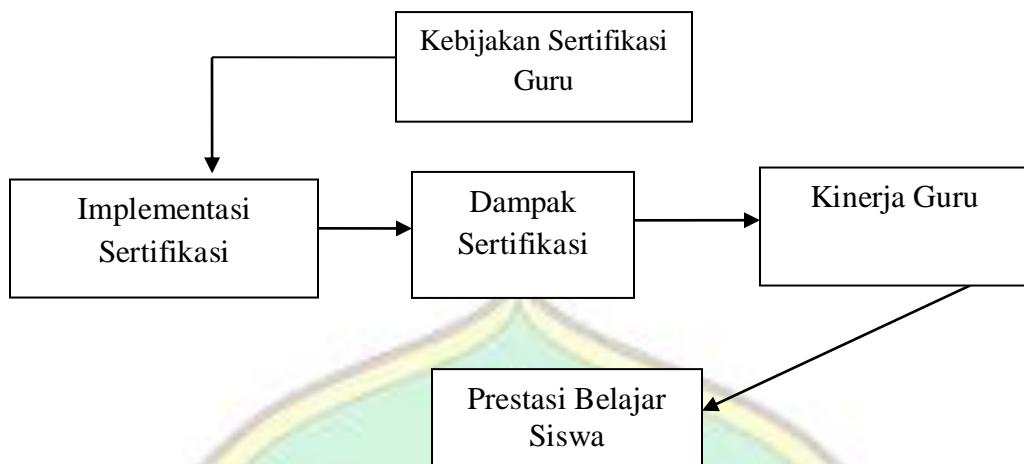 Kebijakan Sertifikasi
Guru
Implementasi
Sertifikasi
Dampak
Sertifikasi
Kinerja Guru
Prestasi Belajar
Siswa